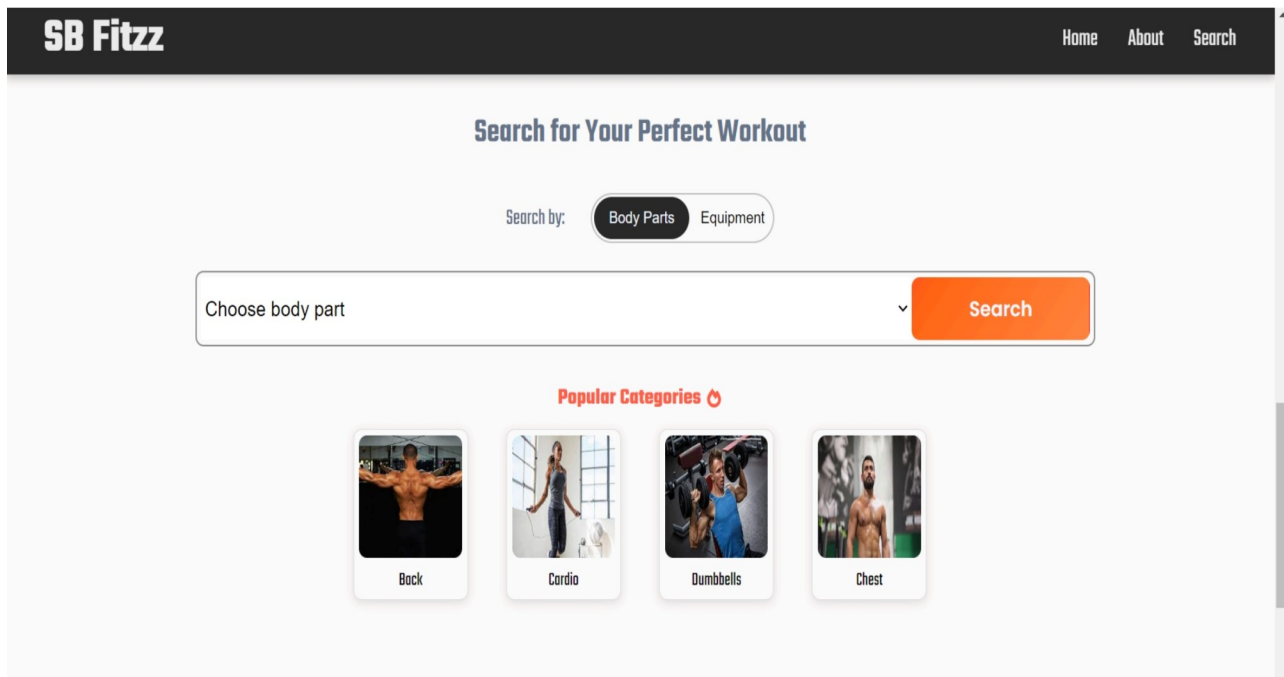 SB Fitzz
Home About Search
Search for Your Perfect Workout
Search by: Body Parts Equipment
Choose body part Search
Popular Categories
Back Cardio Dumbbells Chest